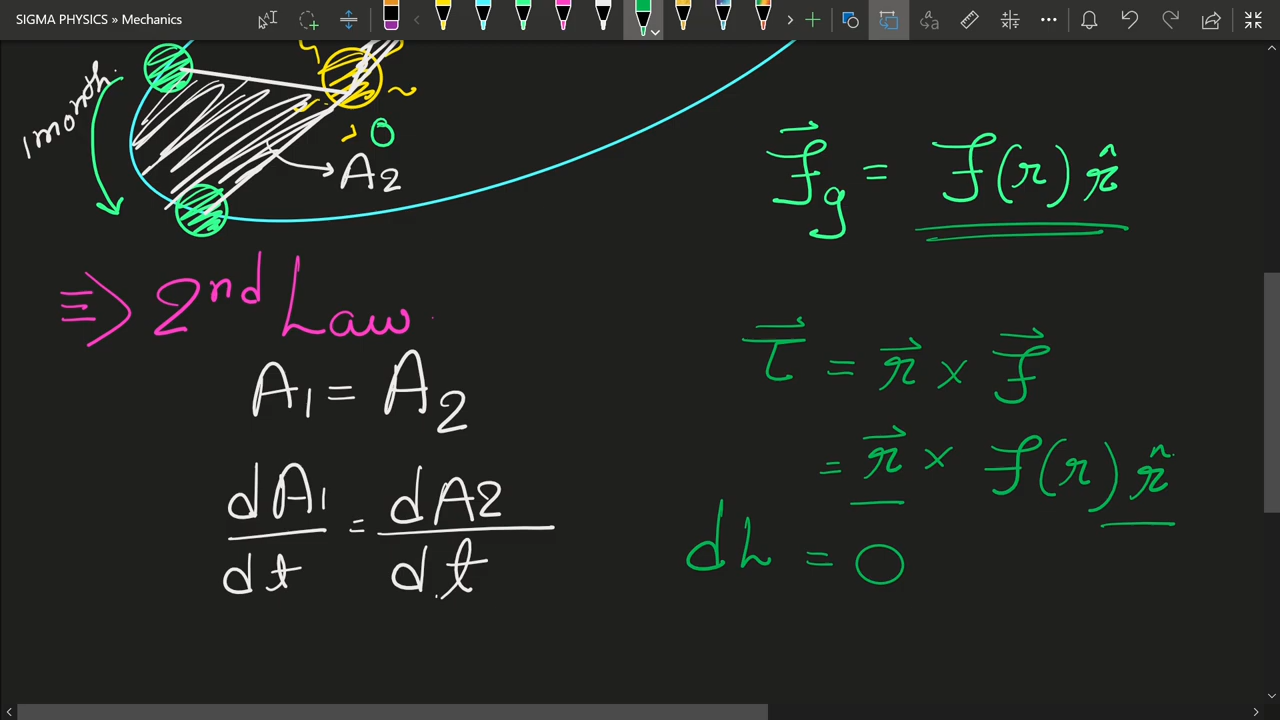 SIGMA PHYSICS » Mechanics
1 month.
A2
⇛ 2nd Law
A1 = A2
dA1/dt = dA2/dt
f⃗g = f(r) r̂
τ⃗ = r⃗ × f⃗
= r⃗ × f(r) r̂
dL = 0